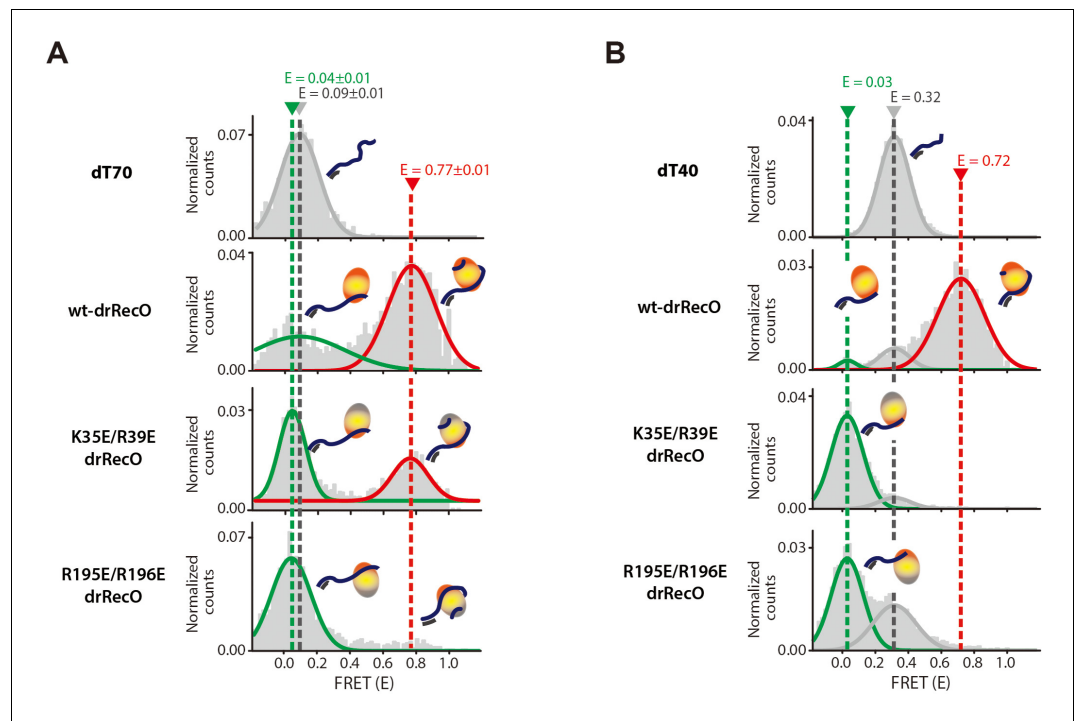 A
E = 0.04±0.01
E = 0.09±0.01
E = 0.77±0.01
dT70
Normalized
counts
0.07
0.00
wt-drRecO
Normalized
counts
0.04
0.00
K35E/R39E
drRecO
Normalized
counts
0.03
0.00
R195E/R196E
drRecO
Normalized
counts
0.07
0.00
0.0 0.2 0.4 0.6 0.8 1.0
FRET (E)
B
E = 0.03
E = 0.32
E = 0.72
dT40
Normalized
counts
0.04
0.00
wt-drRecO
Normalized
counts
0.03
0.00
K35E/R39E
drRecO
Normalized
counts
0.04
0.00
R195E/R196E
drRecO
Normalized
counts
0.03
0.00
0.0 0.2 0.4 0.6 0.8 1.0
FRET (E)